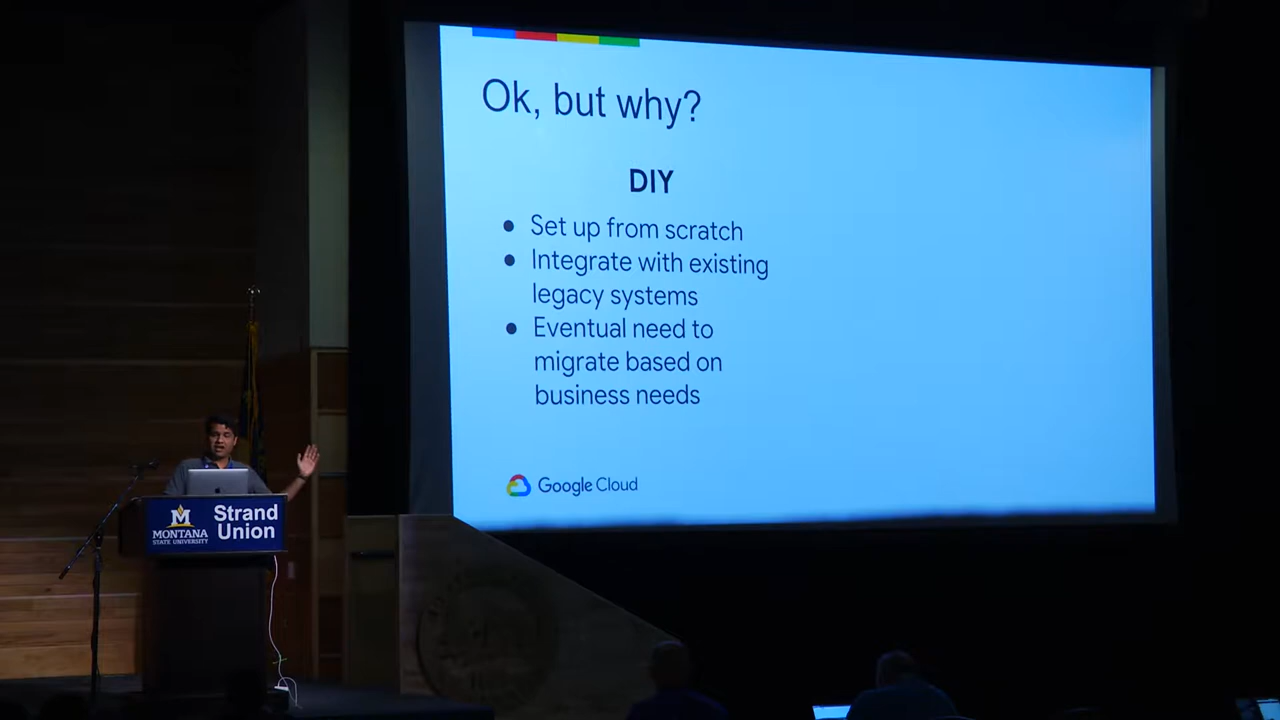 Ok, but why?
DIY
● Set up from scratch
● Integrate with existing
legacy systems
● Eventual need to
migrate based on
business needs
Google Cloud
M
MONTANA
STATE UNIVERSITY
Strand
Union